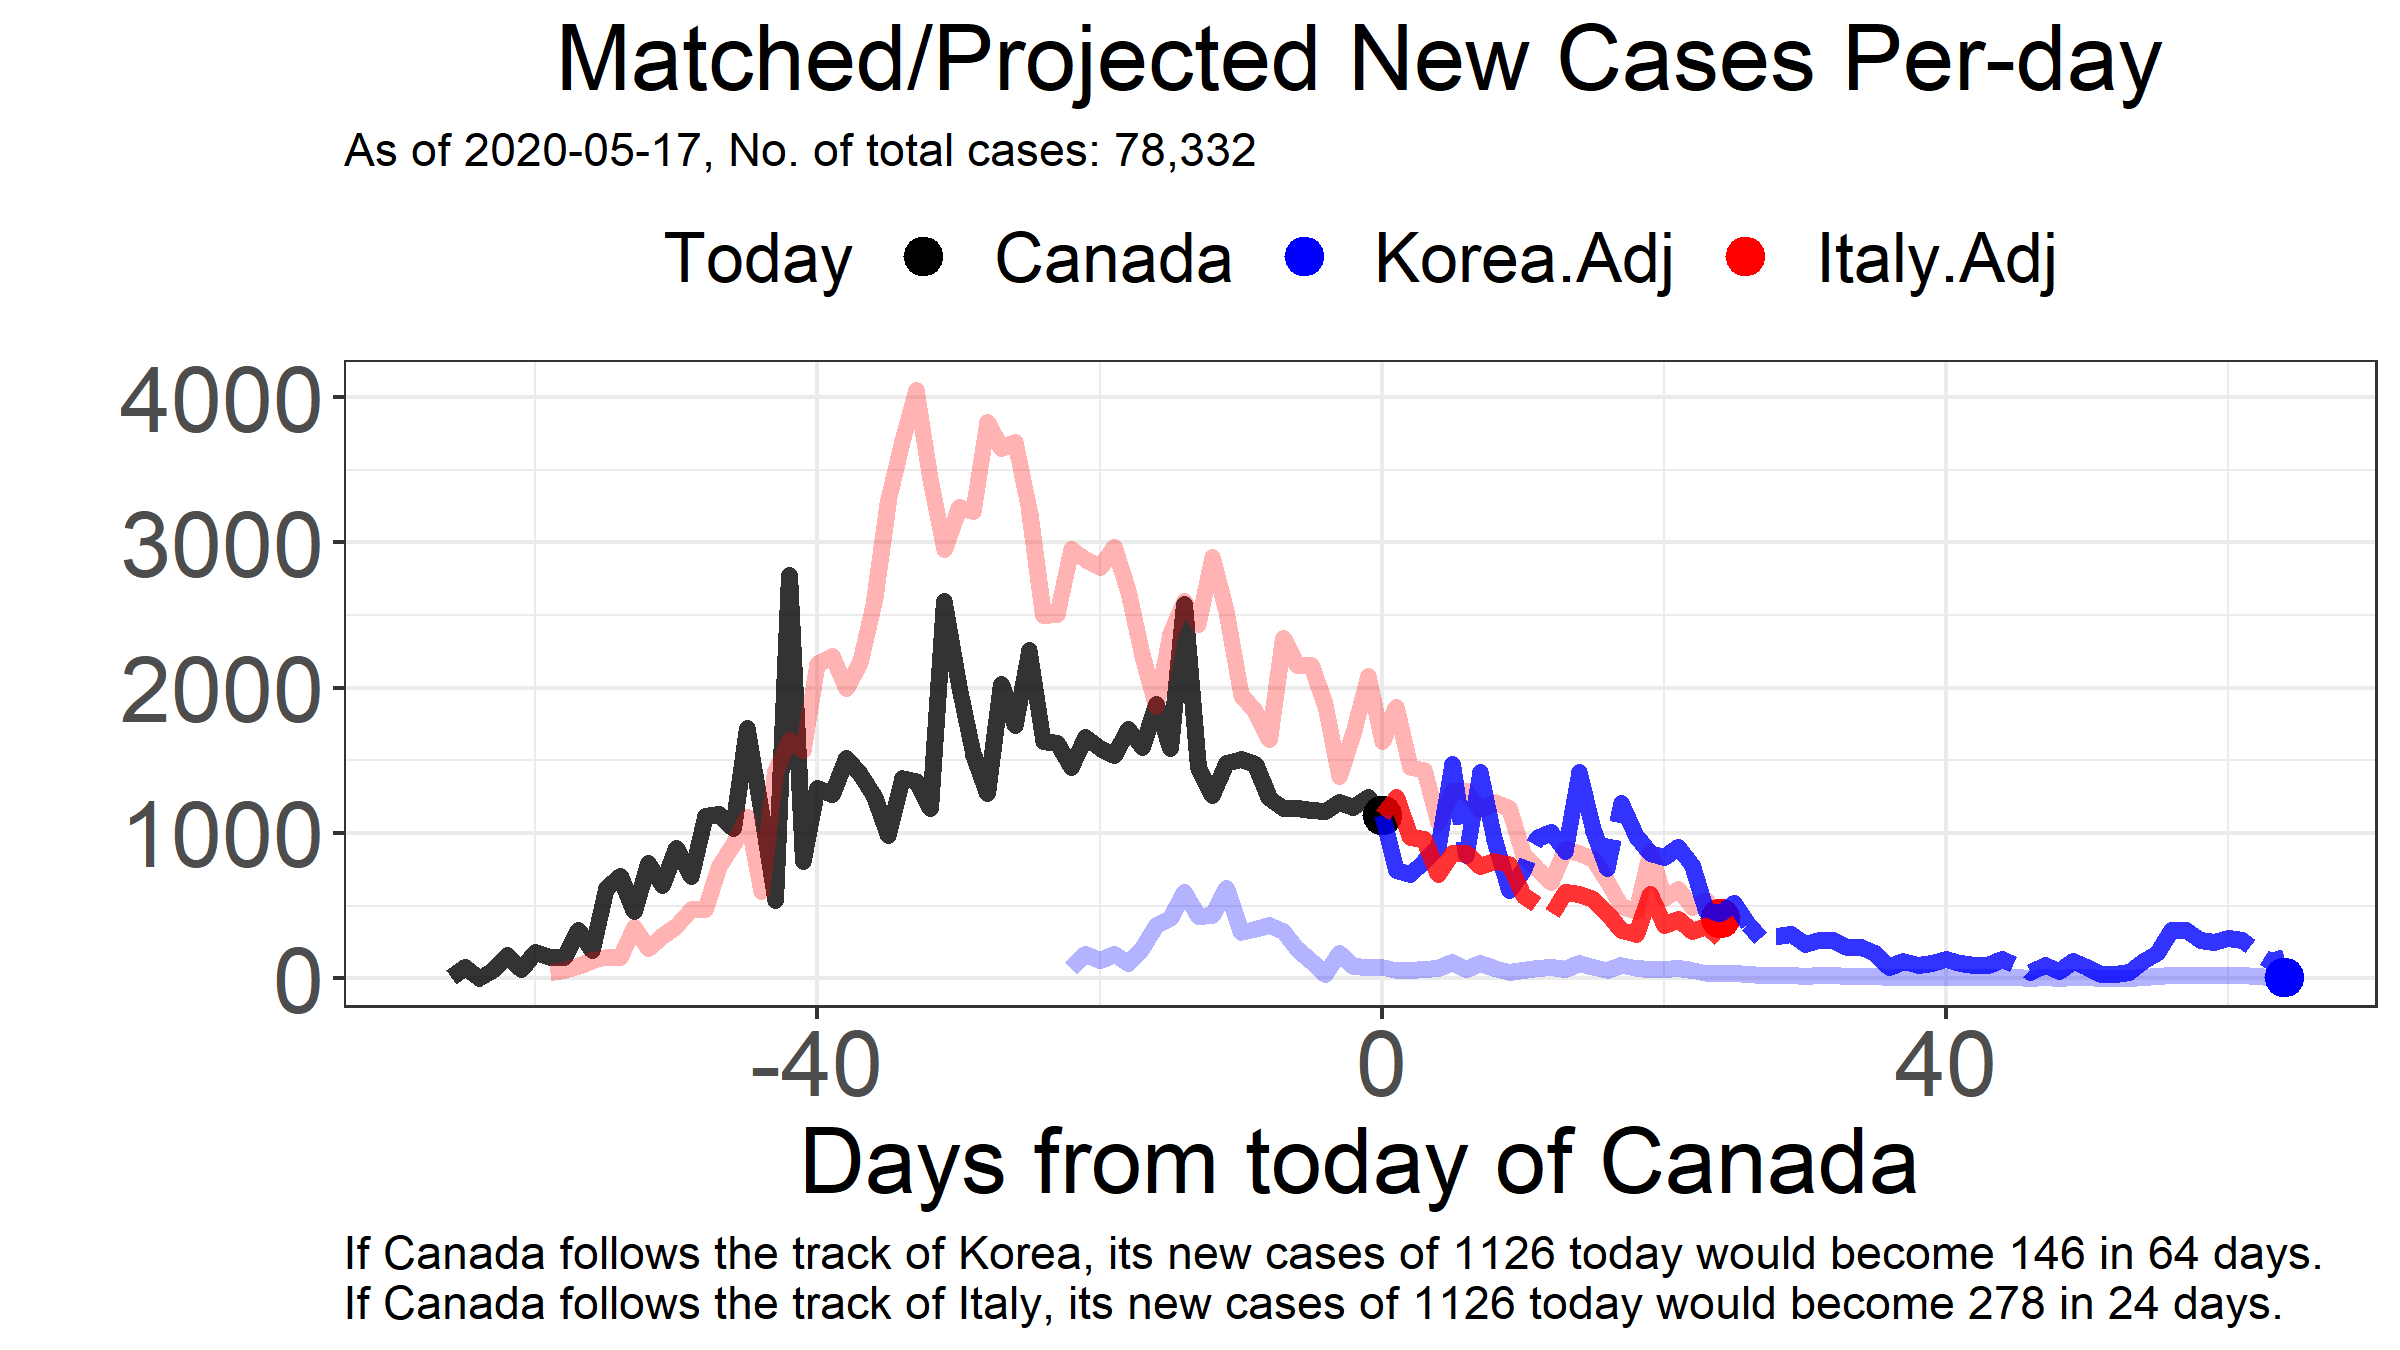 Matched/Projected New Cases Per-day
As of 2020-05-17, No. of total cases: 78,332
Today Canada Korea.Adj Italy.Adj
4000
3000
2000
1000
0
-40 0 40
Days from today of Canada
If Canada follows the track of Korea, its new cases of 1126 today would become 146 in 64 days.
If Canada follows the track of Italy, its new cases of 1126 today would become 278 in 24 days.